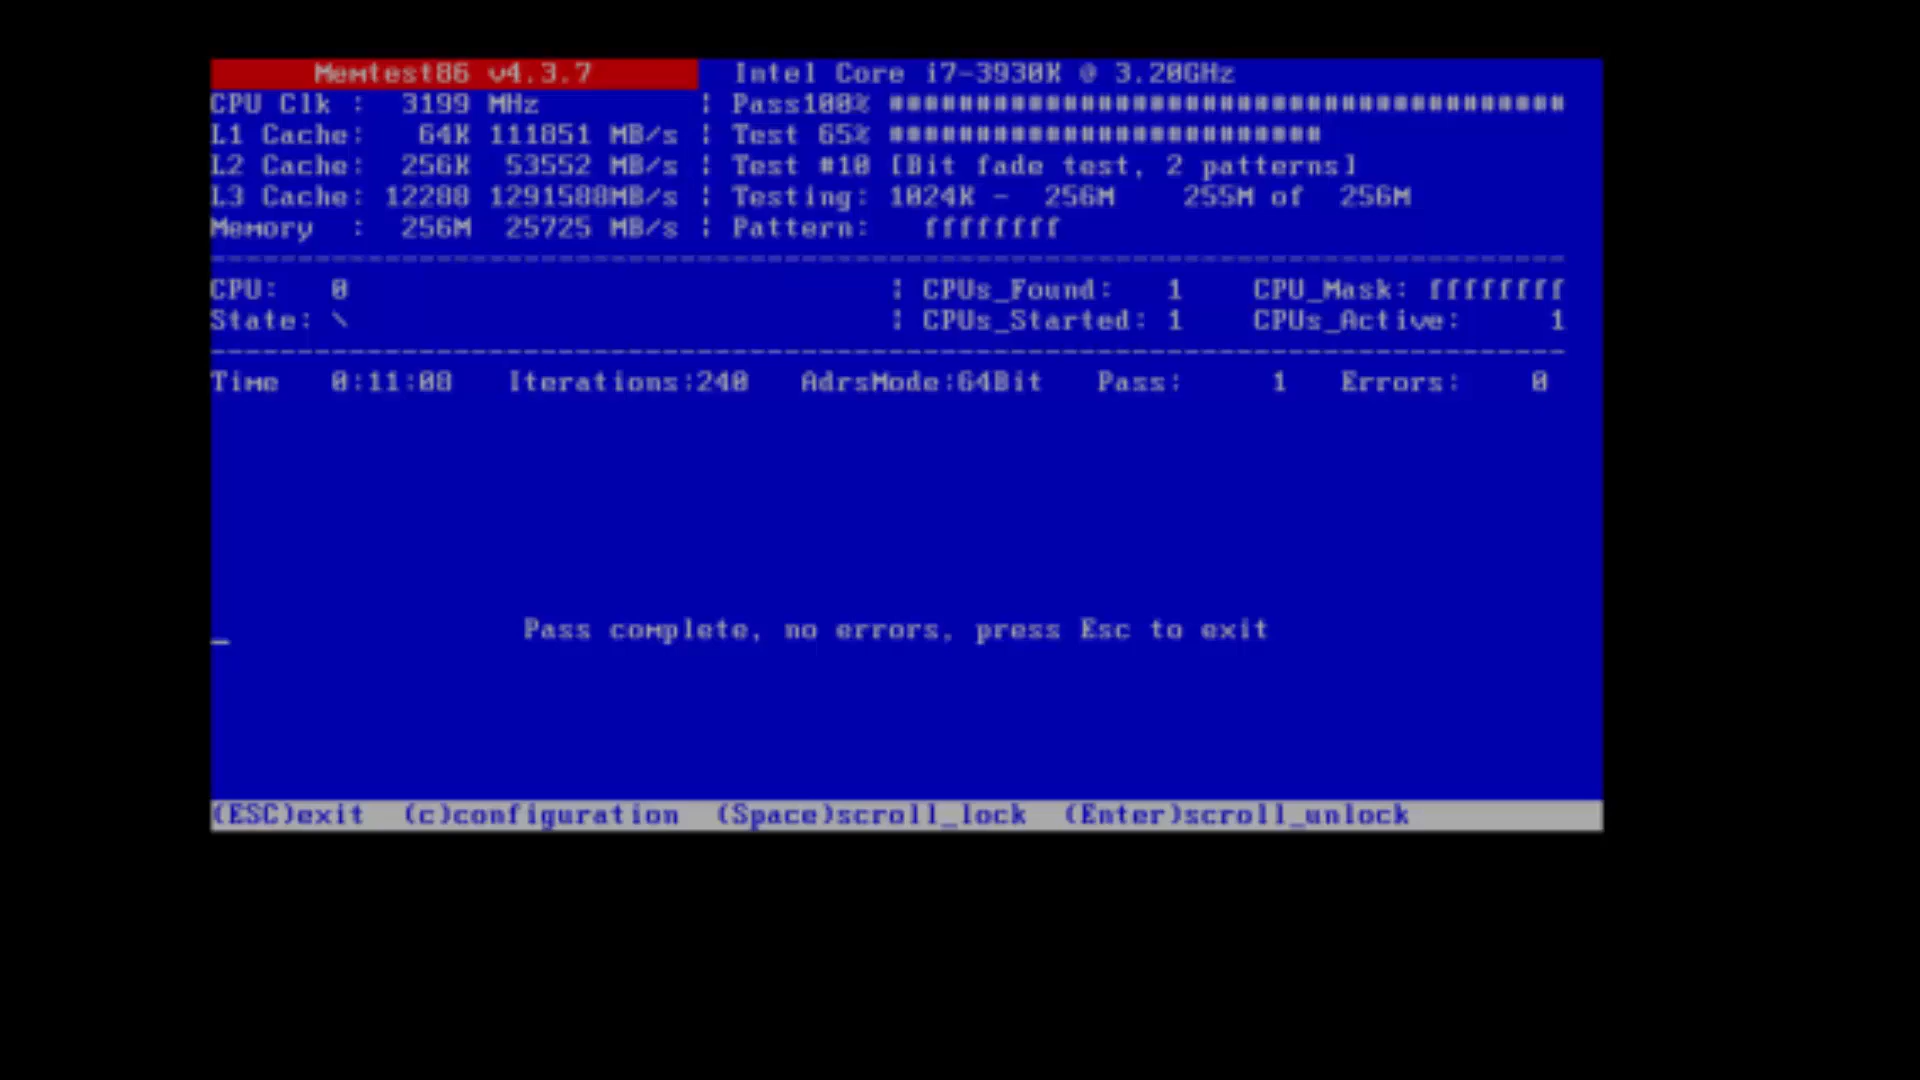 Memtest86 v4.3.7 Intel Core i7-3930K @ 3.20GHz
CPU Clk : 3199 MHz | Pass100% #######################################
L1 Cache: 64K 111851 MB/s | Test 65% #########################
L2 Cache: 256K 53552 MB/s | Test #10 [Bit fade test, 2 patterns]
L3 Cache: 12288 1291588MB/s | Testing: 1024K - 256M 255M of 256M
Memory : 256M 25725 MB/s | Pattern: ffffffff
------------------------------------------------------------------------------
CPU: 0 | CPUs_Found: 1 CPU_Mask: ffffffff
State: \ | CPUs_Started: 1 CPUs_Active: 1
------------------------------------------------------------------------------
Time 0:11:08 Iterations:240 AdrsMode:64Bit Pass: 1 Errors: 0
_ Pass complete, no errors, press Esc to exit
(ESC)exit (c)configuration (Space)scroll_lock (Enter)scroll_unlock